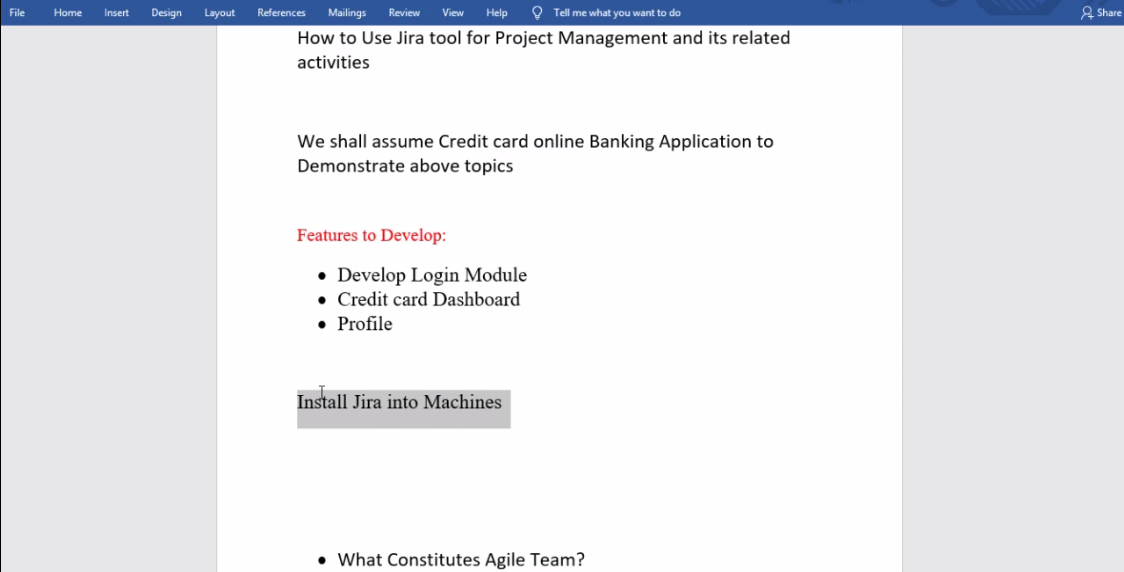 File Home Insert Design Layout References Mailings Review View Help Tell me what you want to do Share
How to Use Jira tool for Project Management and its related
activities
We shall assume Credit card online Banking Application to
Demonstrate above topics
Features to Develop:
• Develop Login Module
• Credit card Dashboard
• Profile
Install Jira into Machines
• What Constitutes Agile Team?